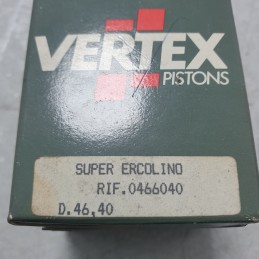 VERTEX
PISTONS
SUPER ERCOLINO
RIF.0466040
D.46,40